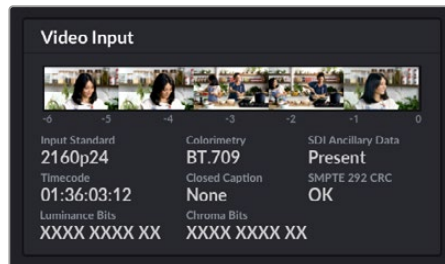 Video Input
-6 -5 -4 -3 -2 -1 0
Input Standard Colorimetry SDI Ancillary Data
2160p24 BT.709 Present
Timecode Closed Caption SMPTE 292 CRC
01:36:03:12 None OK
Luminance Bits Chroma Bits
XXXX XXXX XX XXXX XXXX XX